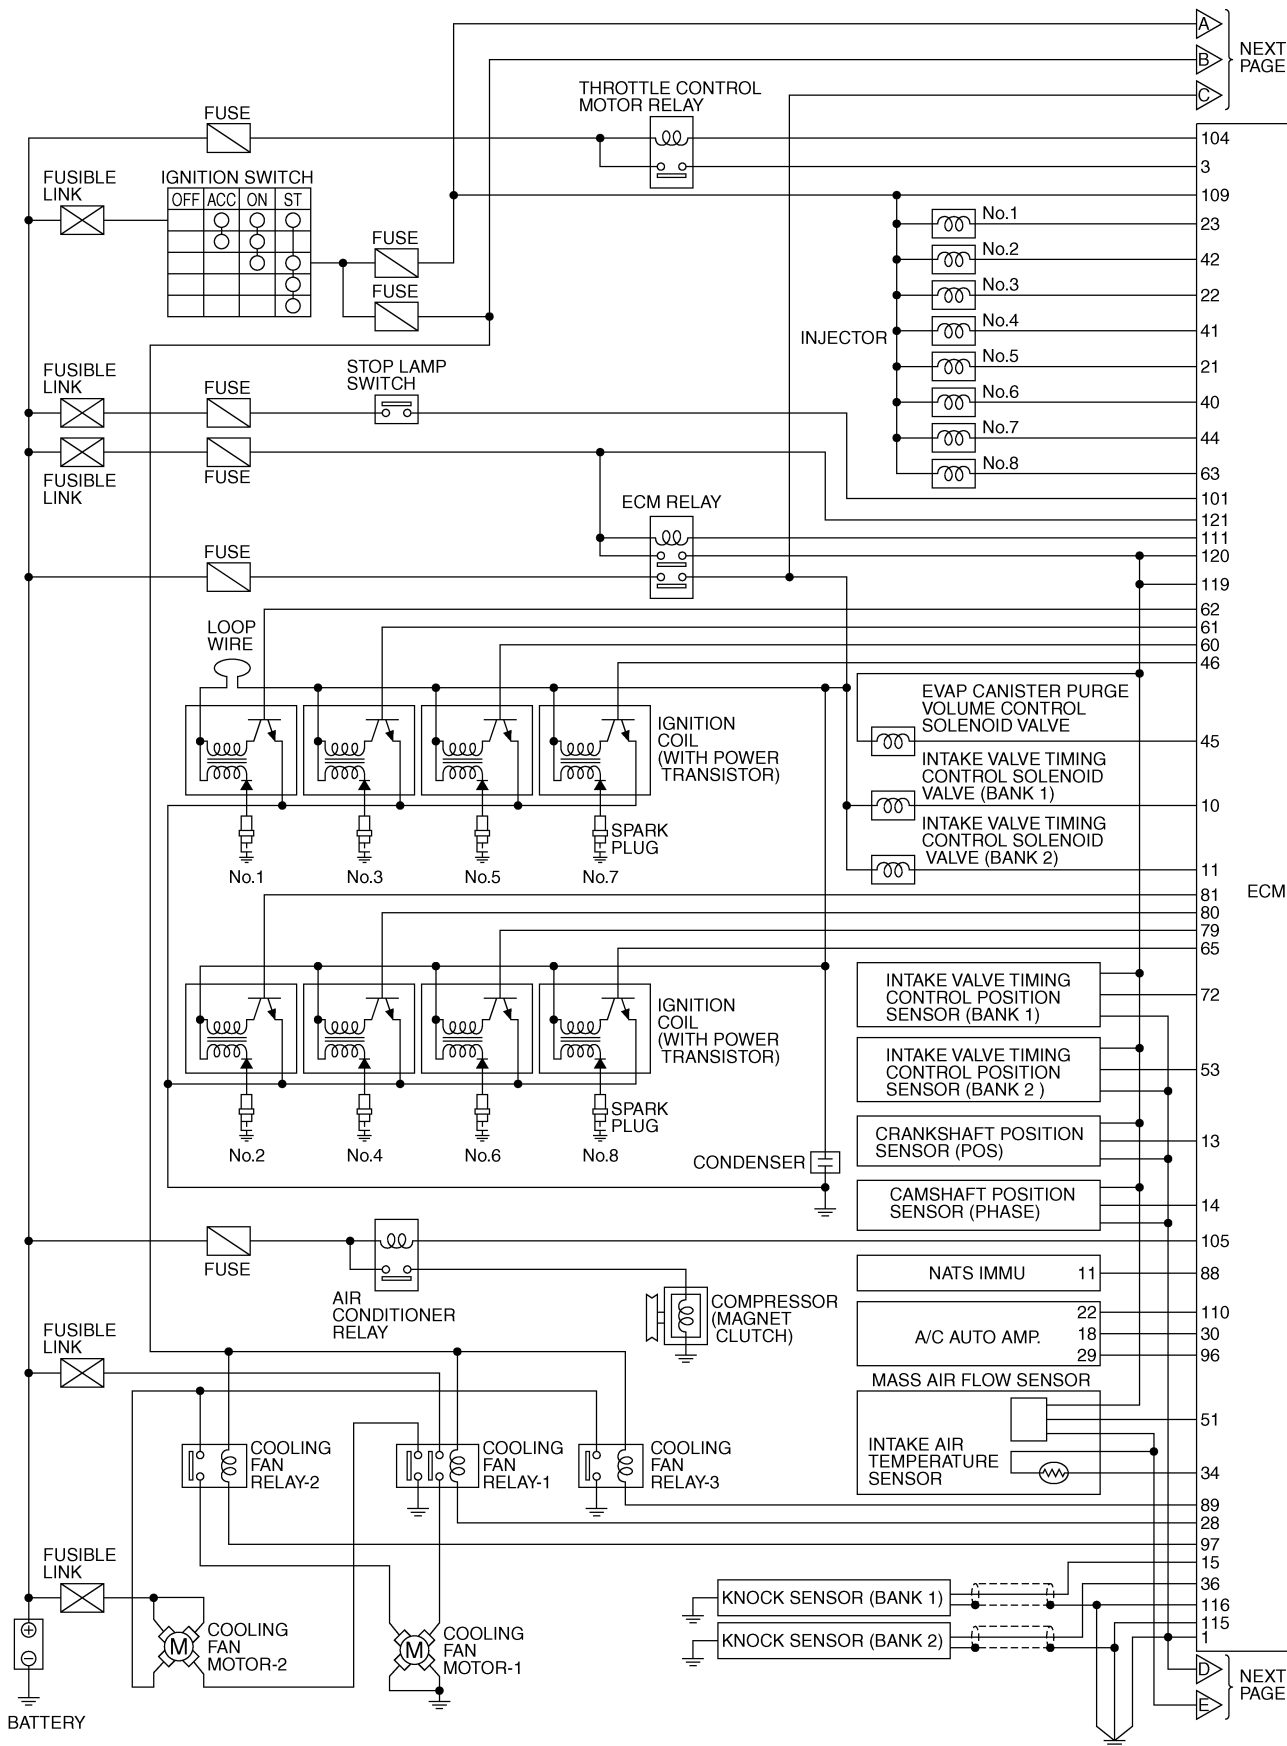 A
B
C
NEXT
PAGE
THROTTLE CONTROL
MOTOR RELAY
FUSE
104
3
FUSIBLE
LINK
IGNITION SWITCH
OFF ACC ON ST
109
FUSE
FUSE
No.1
23
No.2
42
No.3
22
No.4
41
INJECTOR
No.5
21
No.6
40
No.7
44
No.8
63
FUSIBLE
LINK
FUSE
STOP LAMP
SWITCH
FUSIBLE
LINK
FUSE
101
121
ECM RELAY
111
120
FUSE
119
62
61
60
46
LOOP
WIRE
IGNITION
COIL
(WITH POWER
TRANSISTOR)
EVAP CANISTER PURGE
VOLUME CONTROL
SOLENOID VALVE
45
INTAKE VALVE TIMING
CONTROL SOLENOID
VALVE (BANK 1)
10
INTAKE VALVE TIMING
CONTROL SOLENOID
VALVE (BANK 2)
11
SPARK
PLUG
No.1
No.3
No.5
No.7
ECM
81
80
79
65
IGNITION
COIL
(WITH POWER
TRANSISTOR)
INTAKE VALVE TIMING
CONTROL POSITION
SENSOR (BANK 1)
72
INTAKE VALVE TIMING
CONTROL POSITION
SENSOR (BANK 2 )
53
SPARK
PLUG
No.2
No.4
No.6
No.8
CRANKSHAFT POSITION
SENSOR (POS)
13
CONDENSER
CAMSHAFT POSITION
SENSOR (PHASE)
14
FUSE
105
AIR
CONDITIONER
RELAY
COMPRESSOR
(MAGNET
CLUTCH)
NATS IMMU 11
88
A/C AUTO AMP.
22
18
29
110
30
96
FUSIBLE
LINK
MASS AIR FLOW SENSOR
51
INTAKE AIR
TEMPERATURE
SENSOR
34
COOLING
FAN
RELAY-2
COOLING
FAN
RELAY-1
COOLING
FAN
RELAY-3
89
28
97
15
36
116
115
1
FUSIBLE
LINK
KNOCK SENSOR (BANK 1)
KNOCK SENSOR (BANK 2)
M
COOLING
FAN
MOTOR-2
M
COOLING
FAN
MOTOR-1
BATTERY
D
E
NEXT
PAGE